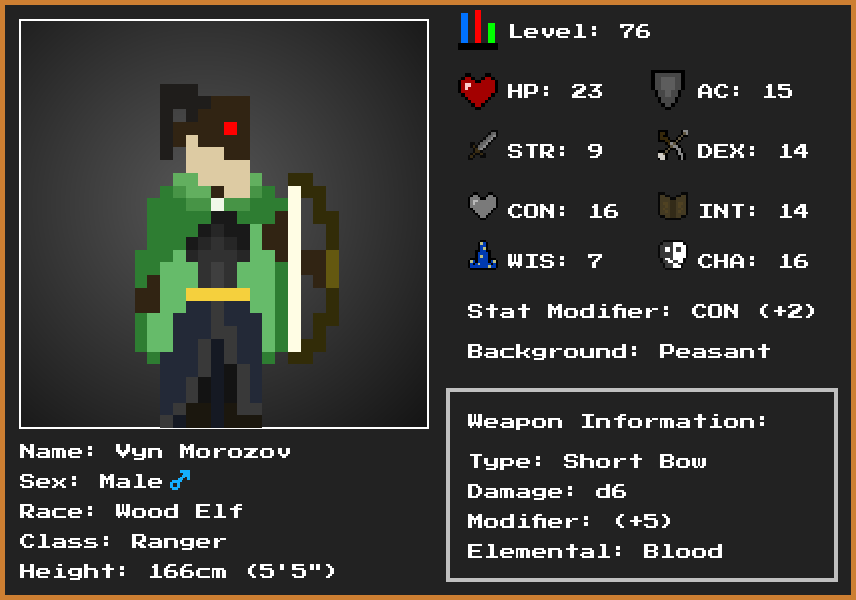 Level: 76
HP: 23
AC: 15
STR: 9
DEX: 14
CON: 16
INT: 14
WIS: 7
CHA: 16
Stat Modifier: CON (+2)
Background: Peasant
Weapon Information:
Type: Short Bow
Damage: d6
Modifier: (+5)
Elemental: Blood
Name: Vyn Morozov
Sex: Male ♂
Race: Wood Elf
Class: Ranger
Height: 166cm (5'5")